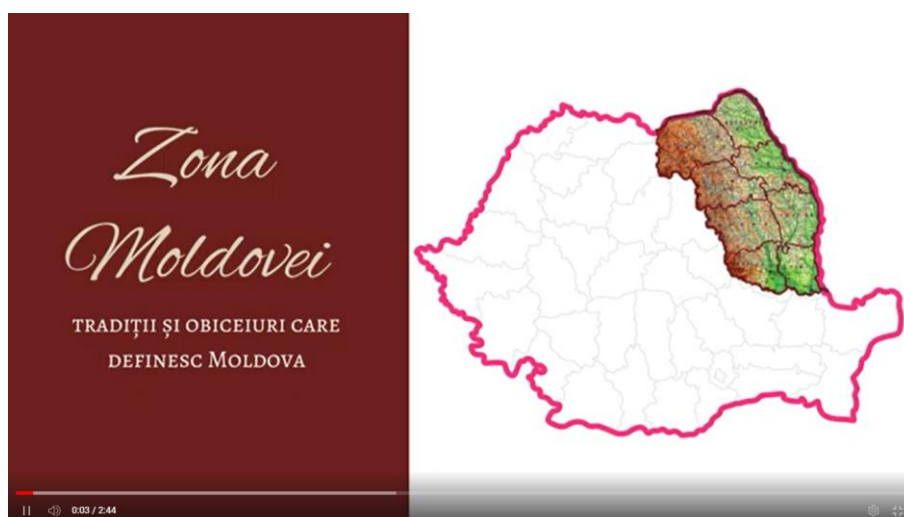 Zona
Moldovei
TRADIȚII ȘI OBICEIURI CARE
DEFINESC MOLDOVA
0:03 / 2:44